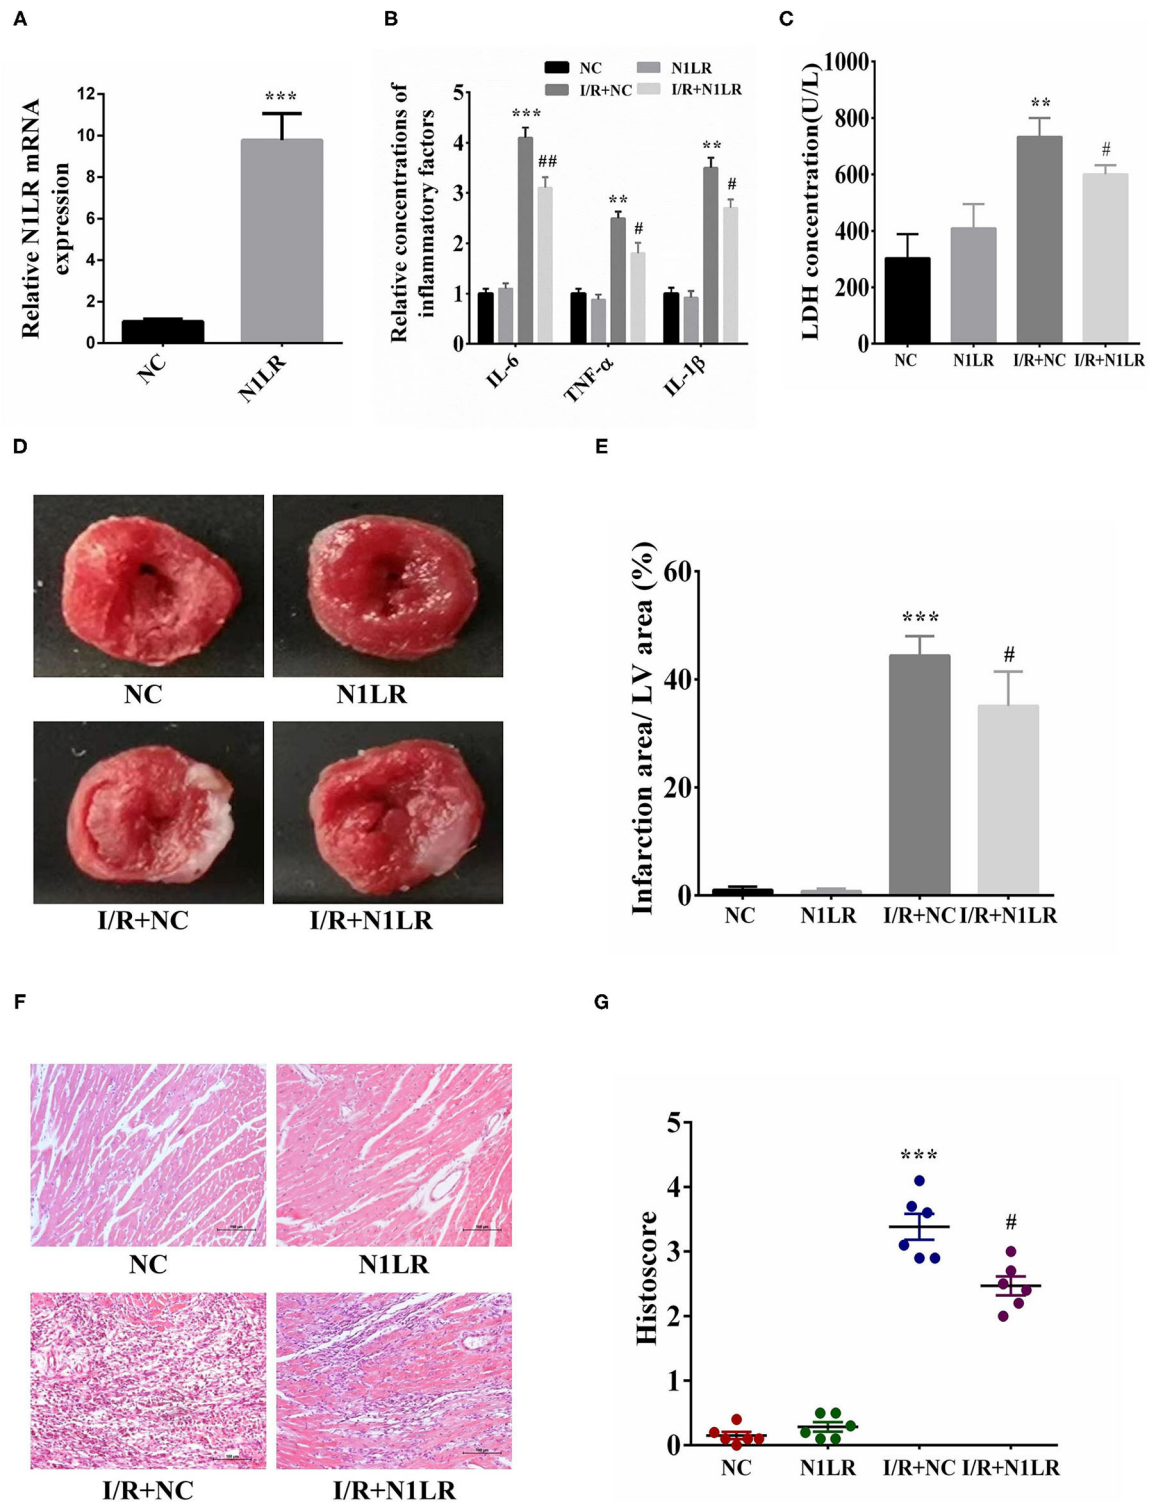 A
Relative N1LR mRNA
expression
12
10
8
6
4
2
0
***
NC
N1LR
B
NC
N1LR
I/R+NC
I/R+N1LR
Relative concentrations of
inflammatory factors
5
4
3
2
1
0
***
##
**
#
**
#
IL-6
TNF-α
IL-1β
C
LDH concentration(U/L)
1000
800
600
400
200
0
**
#
NC
N1LR
I/R+NC
I/R+N1LR
D
NC
N1LR
I/R+NC
I/R+N1LR
E
Infarction area/ LV area (%)
60
40
20
0
***
#
NC
N1LR
I/R+NC
I/R+N1LR
F
NC
N1LR
I/R+NC
I/R+N1LR
G
Histoscore
5
4
3
2
1
0
***
#
NC
N1LR
I/R+NC
I/R+N1LR